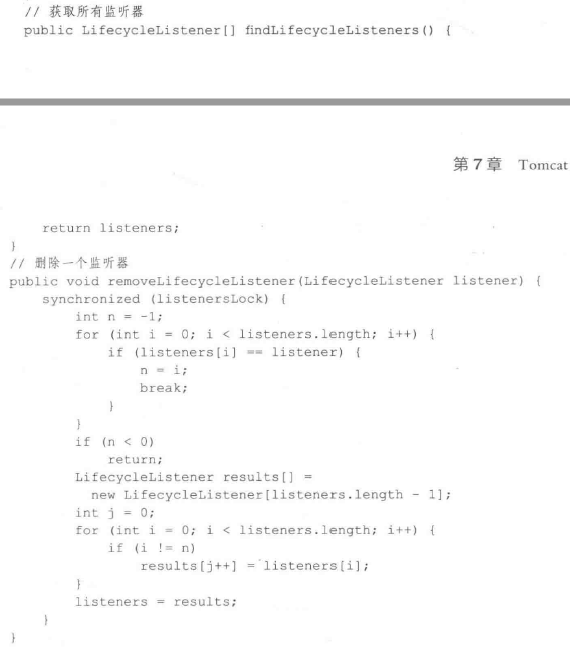 // 获取所有监听器
public LifecycleListener[] findLifecycleListeners() {
第7章 Tomcat
return listeners;
}
// 删除一个监听器
public void removeLifecycleListener(LifecycleListener listener) {
synchronized (listenersLock) {
int n = -1;
for (int i = 0; i < listeners.length; i++) {
if (listeners[i] == listener) {
n = i;
break;
}
}
if (n < 0)
return;
LifecycleListener results[] =
new LifecycleListener[listeners.length - 1];
int j = 0;
for (int i = 0; i < listeners.length; i++) {
if (i != n)
results[j++] = listeners[i];
}
listeners = results;
}
}